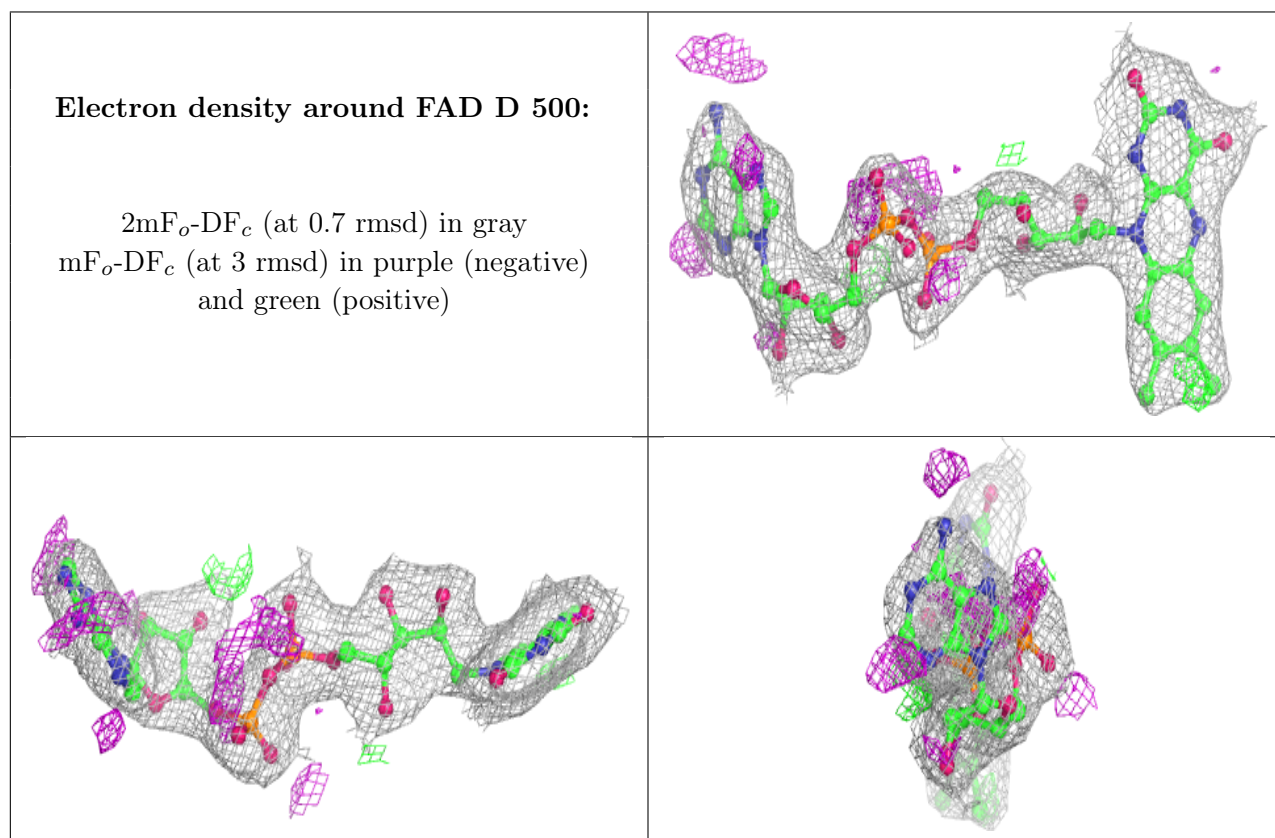 Electron density around FAD D 500:
2mFo-DFc (at 0.7 rmsd) in gray
mFo-DFc (at 3 rmsd) in purple (negative)
and green (positive)